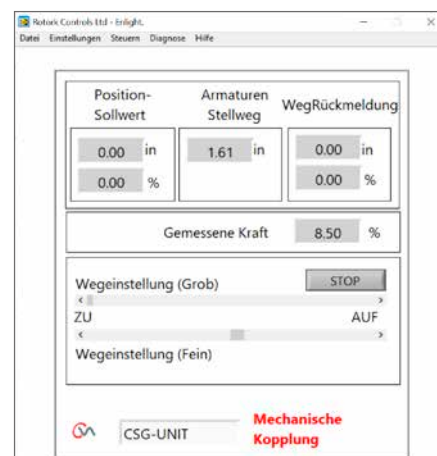 Rotork Controls Ltd - Enlight.
Datei Einstellungen Steuern Diagnose Hilfe
Position-
Sollwert
Armaturen
Stellweg
WegRückmeldung
0.00 in
1.61 in
0.00 in
0.00 %
0.00 %
Gemessene Kraft 8.50 %
Wegeinstellung (Grob)
STOP
ZU
AUF
Wegeinstellung (Fein)
CSG-UNIT
Mechanische
Kopplung